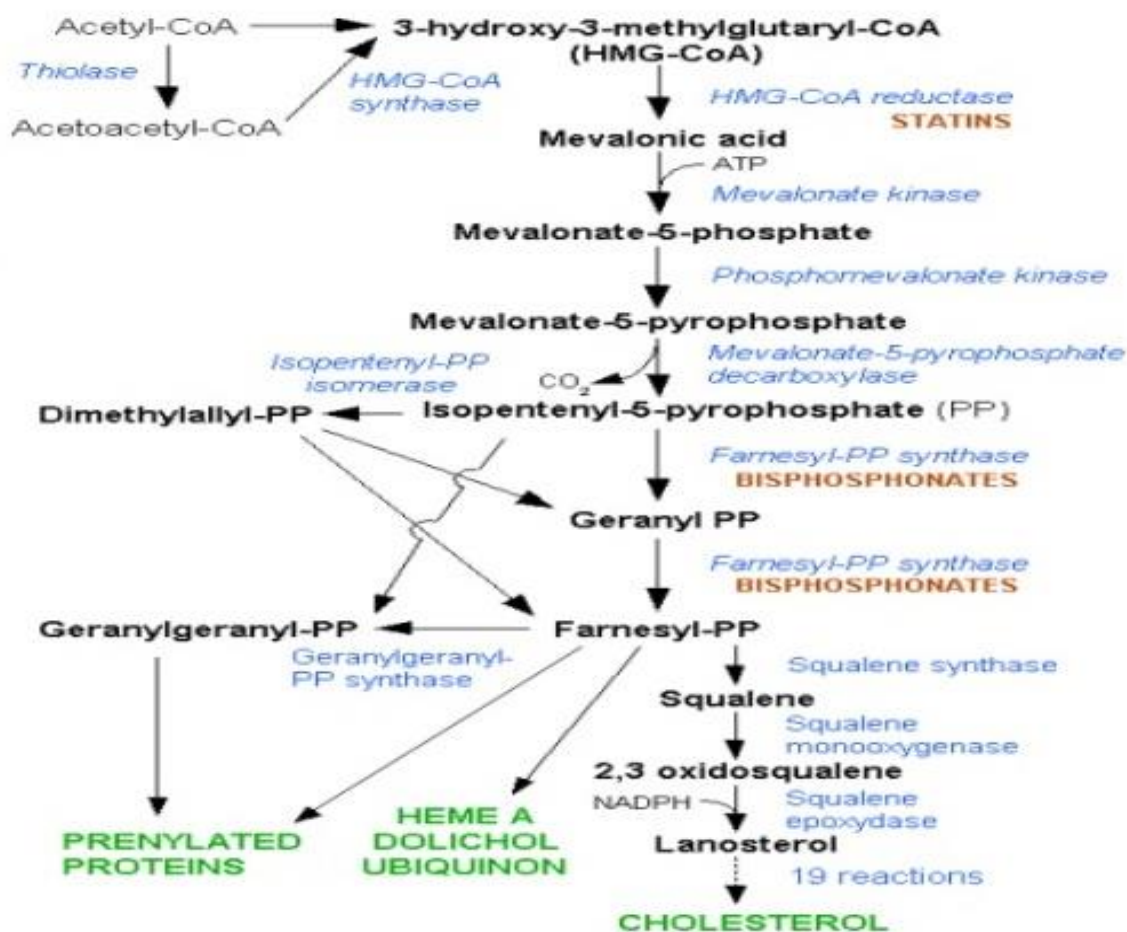 Acetyl-CoA
3-hydroxy-3-methylglutaryl-CoA
(HMG-CoA)
Thiolase
HMG-CoA
synthase
HMG-CoA reductase
STATINS
Acetoacetyl-CoA
Mevalonic acid
ATP
Mevalonate kinase
Mevalonate-5-phosphate
Phosphomevalonate kinase
Mevalonate-5-pyrophosphate
Isopentenyl-PP
isomerase
CO₂
Mevalonate-5-pyrophosphate
decarboxylase
Dimethylallyl-PP
Isopentenyl-5-pyrophosphate (PP)
Farnesyl-PP synthase
BISPHOSPHONATES
Geranyl PP
Farnesyl-PP synthase
BISPHOSPHONATES
Geranylgeranyl-PP
Farnesyl-PP
Geranylgeranyl-
PP synthase
Squalene synthase
Squalene
Squalene
monooxygenase
2,3 oxidosqualene
NADPH
Squalene
epoxydase
PRENYLATED
PROTEINS
HEME A
DOLICHOL
UBIQUINON
Lanosterol
19 reactions
CHOLESTEROL